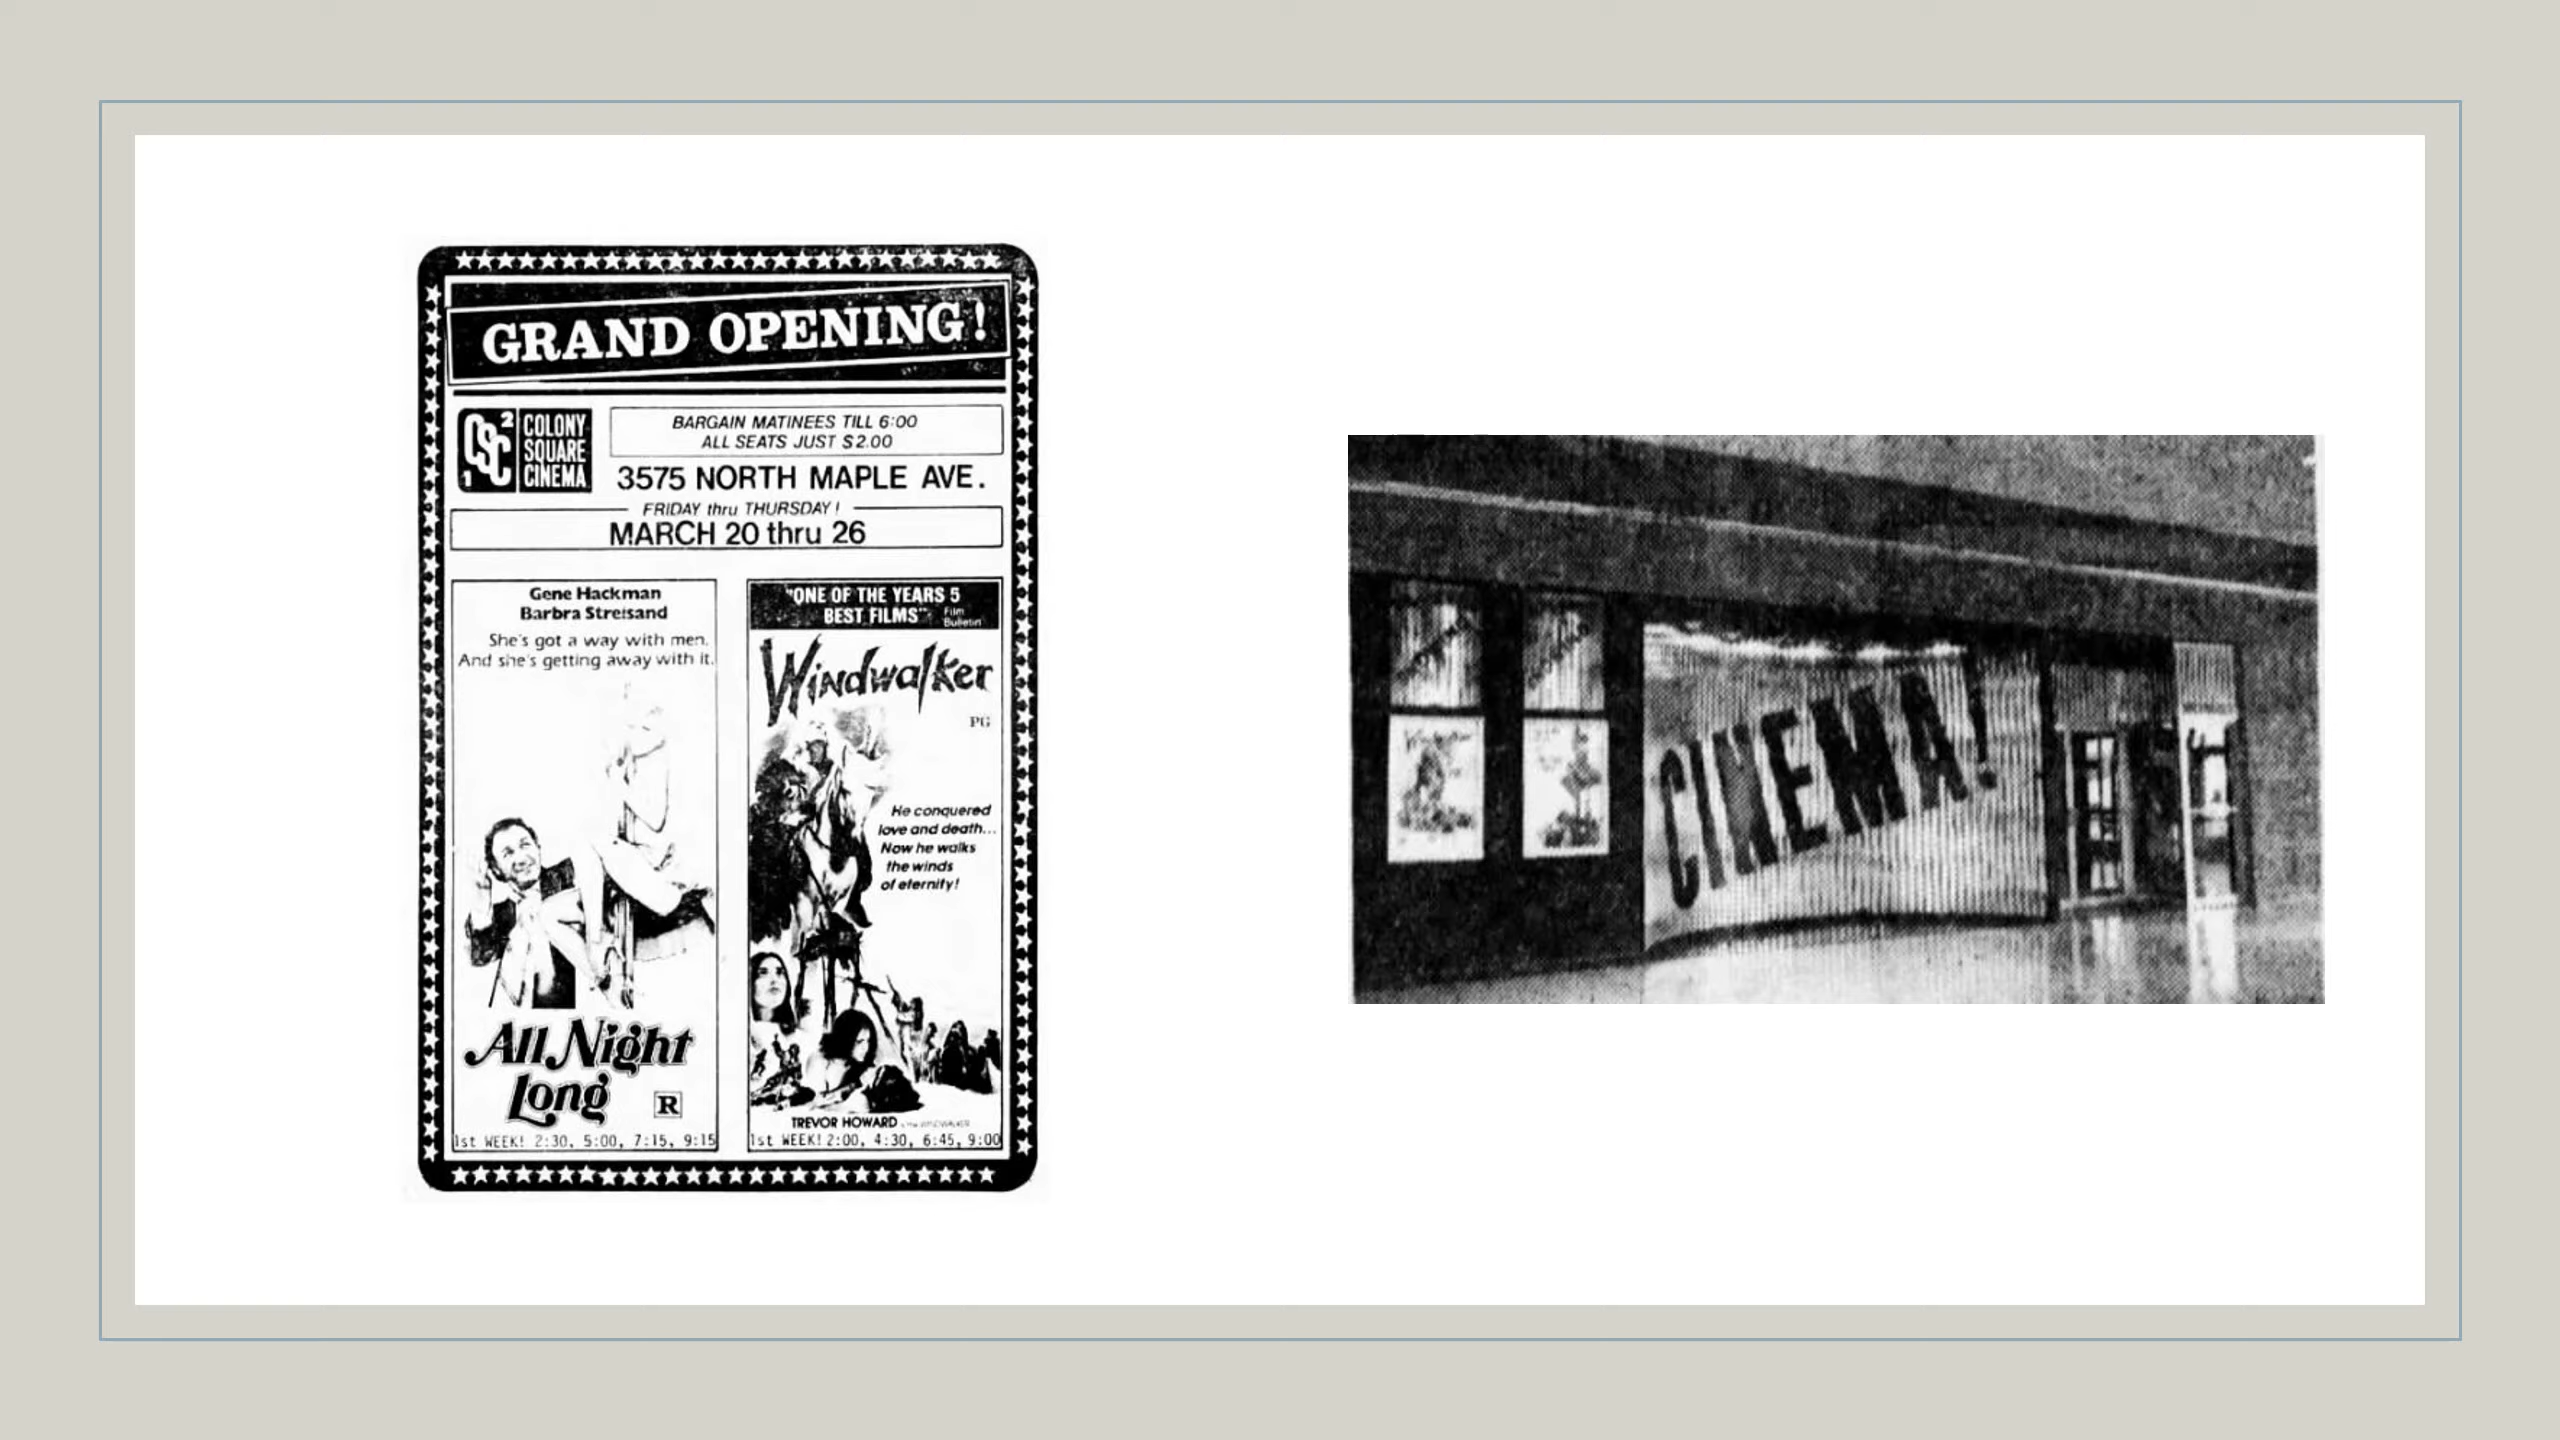 GRAND OPENING!
CSC 1 2
COLONY
SQUARE
CINEMA
BARGAIN MATINEES TILL 6:00
ALL SEATS JUST $2.00
3575 NORTH MAPLE AVE.
FRIDAY thru THURSDAY!
MARCH 20 thru 26
Gene Hackman
Barbra Streisand
She's got a way with men.
And she's getting away with it.
All Night
Long
R
1st WEEK! 2:30, 5:00, 7:15, 9:15
"ONE OF THE YEARS 5
BEST FILMS"
Film
Bulletin
Windwalker
PG
He conquered
love and death...
Now he walks
the winds
of eternity!
TREVOR HOWARD
1st WEEK! 2:00, 4:30, 6:45, 9:00
Windwalker
CINEMA!